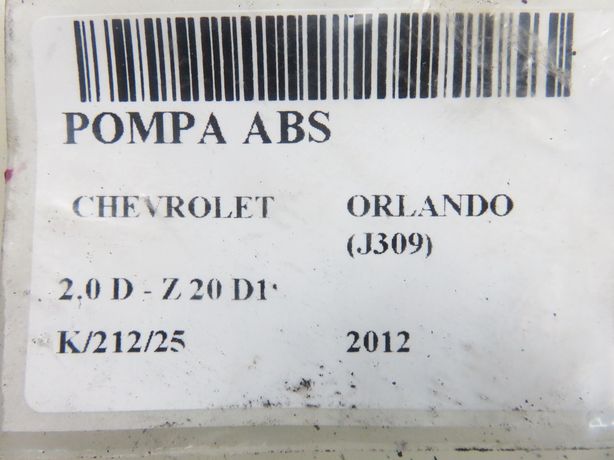 POMPA ABS
CHEVROLET ORLANDO
(J309)
2.0 D - Z 20 D1
K/212/25 2012